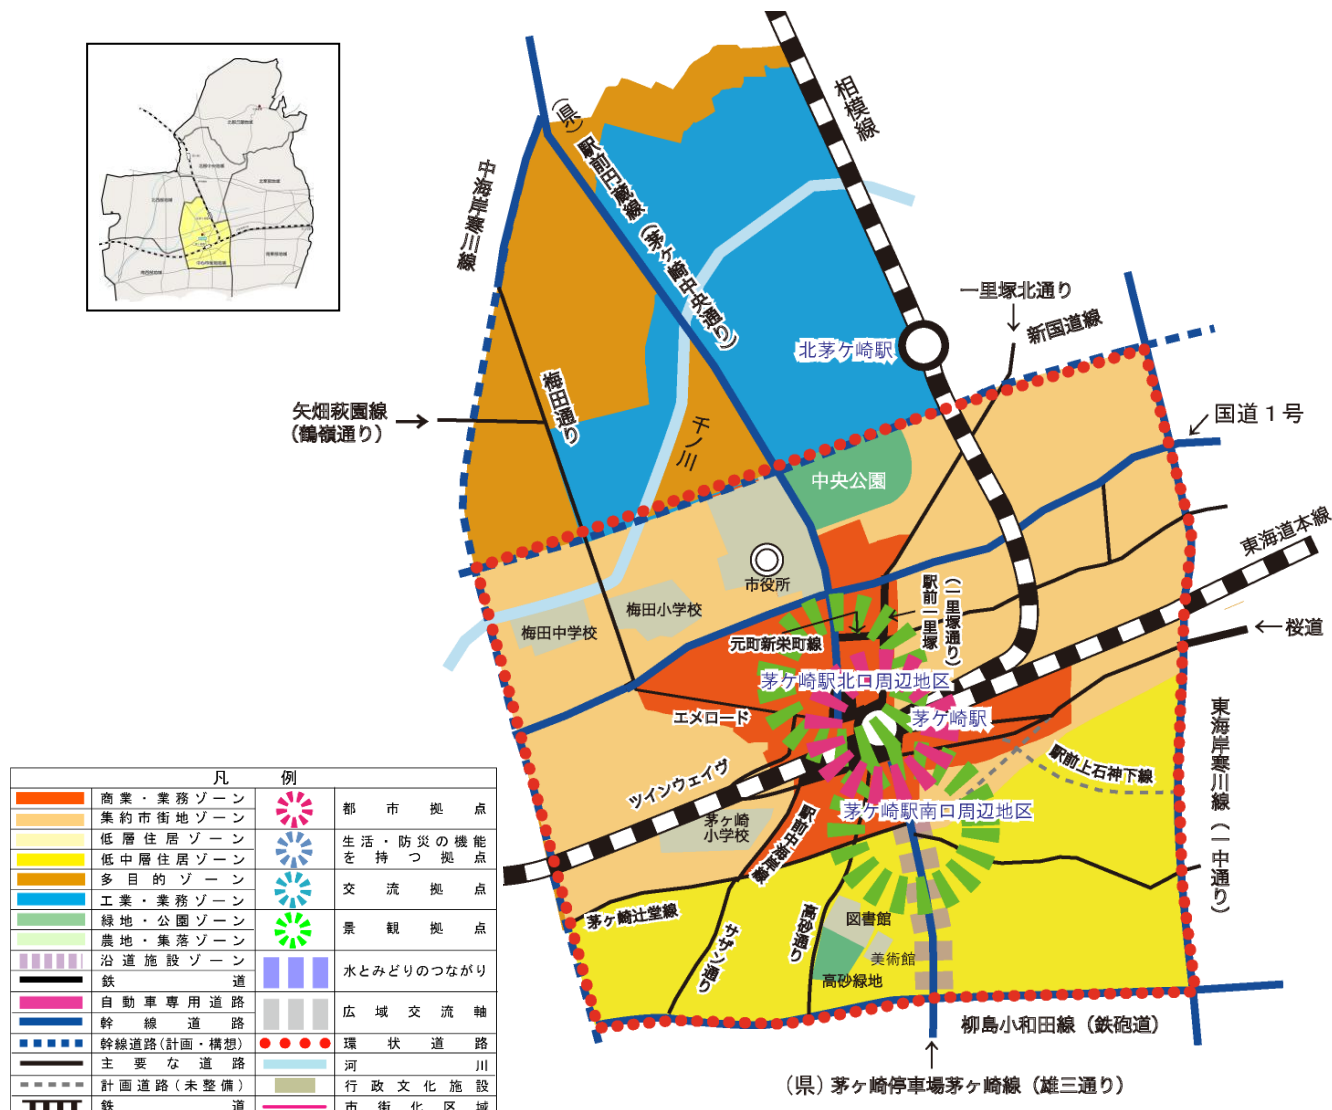 相模線
(県)
駅前円蔵線(茅ケ崎中央通り)
中海岸寒川線
一里塚北通り
新国道線
北茅ケ崎駅
梅田通り
矢畑萩園線
(鶴嶺通り)
国道1号
千ノ川
中央公園
東海道本線
市役所
梅田小学校
梅田中学校
駅前一里塚
(一里塚通り)
元町新栄町線
桜道
茅ケ崎駅北口周辺地区
エメロード
茅ケ崎駅
東海岸寒川線(一中通り)
駅前上石神下線
ツインウェイヴ
茅ケ崎駅南口周辺地区
茅ヶ崎
小学校
駅前中海岸線
茅ヶ崎辻堂線
サザン通り
高砂通り
図書館
美術館
高砂緑地
柳島小和田線(鉄砲道)
(県)茅ヶ崎停車場茅ヶ崎線(雄三通り)
凡 例
商業・業務ゾーン
集約市街地ゾーン
低層住居ゾーン
低中層住居ゾーン
多目的ゾーン
工業・業務ゾーン
緑地・公園ゾーン
農地・集落ゾーン
沿道施設ゾーン
鉄道
自動車専用道路
幹線道路
幹線道路(計画・構想)
主要な道路
計画道路(未整備)
鉄道
都市拠点
生活・防災の機能
を持つ拠点
交流拠点
景観拠点
水とみどりのつながり
広域交流軸
環状道路
河川
行政文化施設
市街化区域